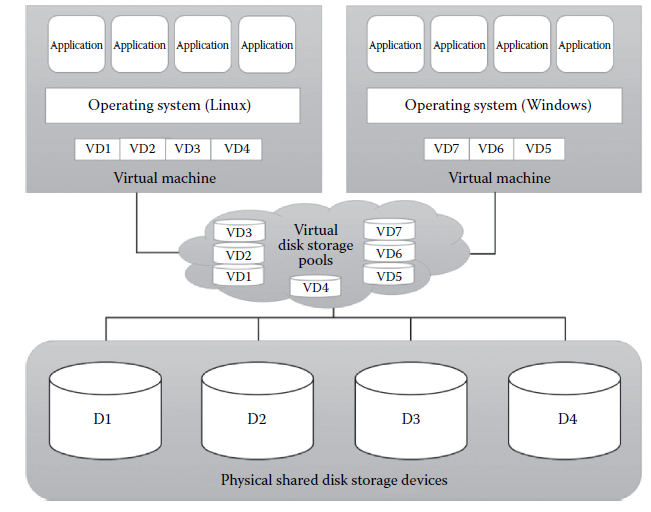 Application Application Application Application
Operating system (Linux)
VD1 VD2 VD3 VD4
Virtual machine
Application Application Application Application
Operating system (Windows)
VD7 VD6 VD5
Virtual machine
VD3
VD2
VD1
Virtual
disk storage
pools
VD4
VD7
VD6
VD5
D1 D2 D3 D4
Physical shared disk storage devices